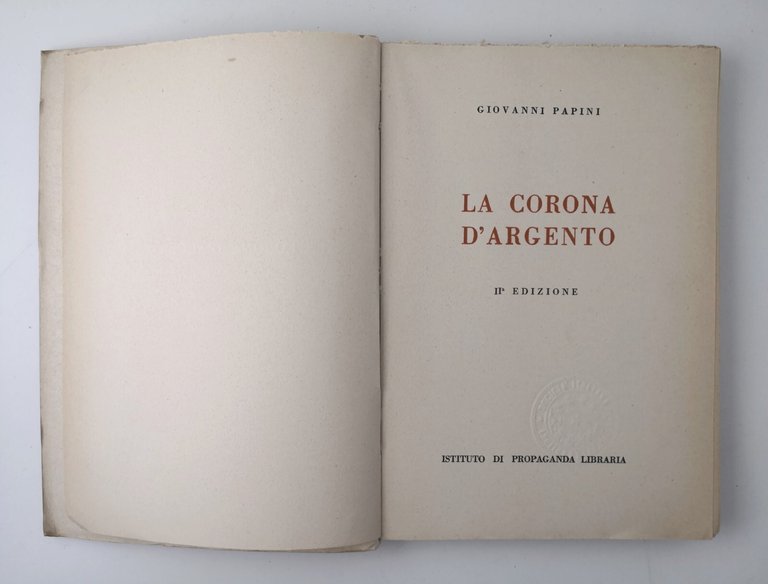 GIOVANNI PAPINI
LA CORONA
D'ARGENTO
IIª EDIZIONE
ISTITUTO DI PROPAGANDA LIBRARIA